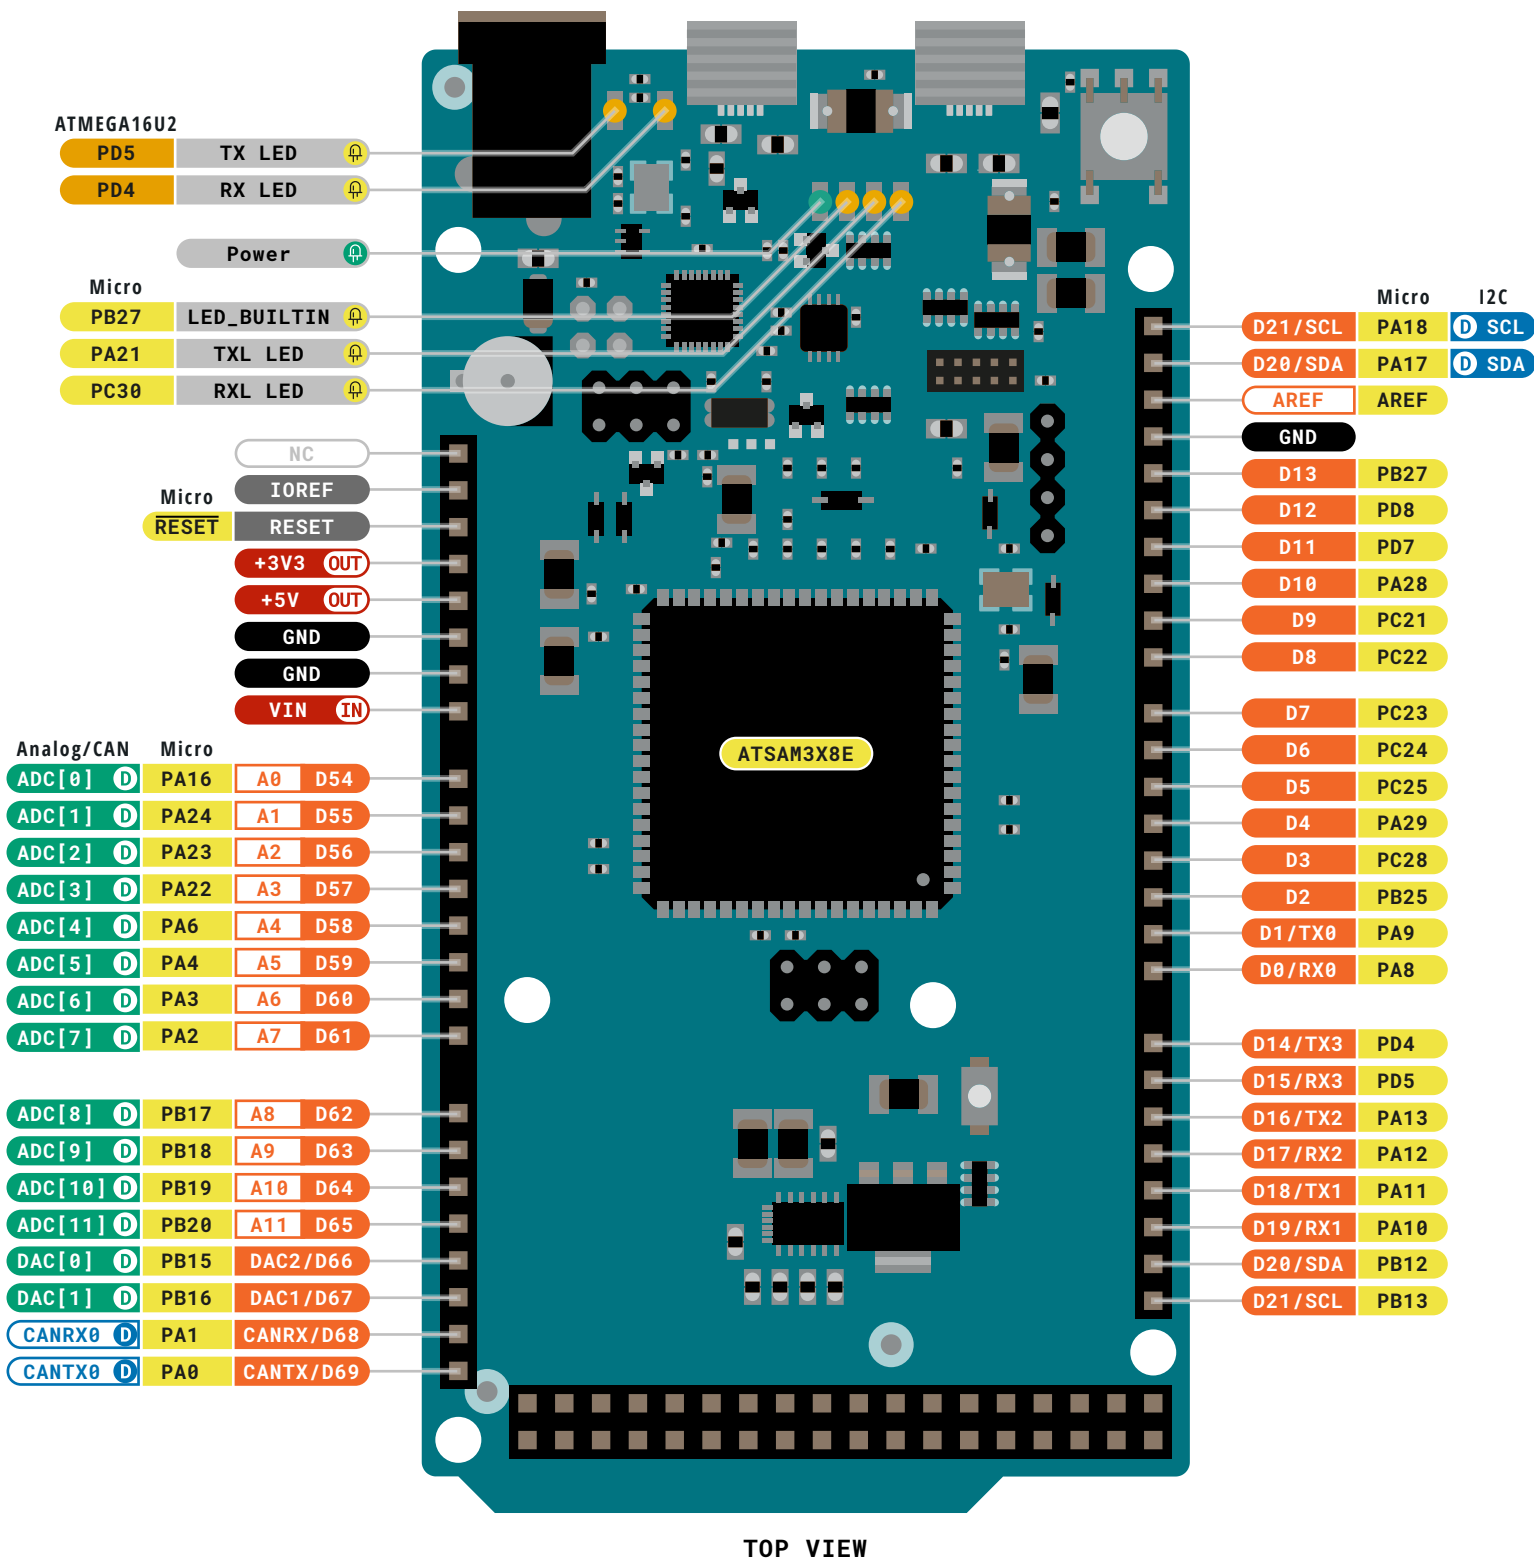 ATMEGA16U2
PD5 TX LED
PD4 RX LED
Power
Micro
PB27 LED_BUILTIN
PA21 TXL LED
PC30 RXL LED
NC
IOREF
Micro
RESET RESET
+3V3 OUT
+5V OUT
GND
GND
VIN IN
Analog/CAN Micro
ADC[0] D PA16 A0 D54
ADC[1] D PA24 A1 D55
ADC[2] D PA23 A2 D56
ADC[3] D PA22 A3 D57
ADC[4] D PA6 A4 D58
ADC[5] D PA4 A5 D59
ADC[6] D PA3 A6 D60
ADC[7] D PA2 A7 D61
ADC[8] D PB17 A8 D62
ADC[9] D PB18 A9 D63
ADC[10] D PB19 A10 D64
ADC[11] D PB20 A11 D65
DAC[0] D PB15 DAC2/D66
DAC[1] D PB16 DAC1/D67
CANRX0 D PA1 CANRX/D68
CANTX0 D PA0 CANTX/D69
ATSAM3X8E
Micro I2C
D21/SCL PA18 D SCL
D20/SDA PA17 D SDA
AREF AREF
GND
D13 PB27
D12 PD8
D11 PD7
D10 PA28
D9 PC21
D8 PC22
D7 PC23
D6 PC24
D5 PC25
D4 PA29
D3 PC28
D2 PB25
D1/TX0 PA9
D0/RX0 PA8
D14/TX3 PD4
D15/RX3 PD5
D16/TX2 PA13
D17/RX2 PA12
D18/TX1 PA11
D19/RX1 PA10
D20/SDA PB12
D21/SCL PB13
TOP VIEW